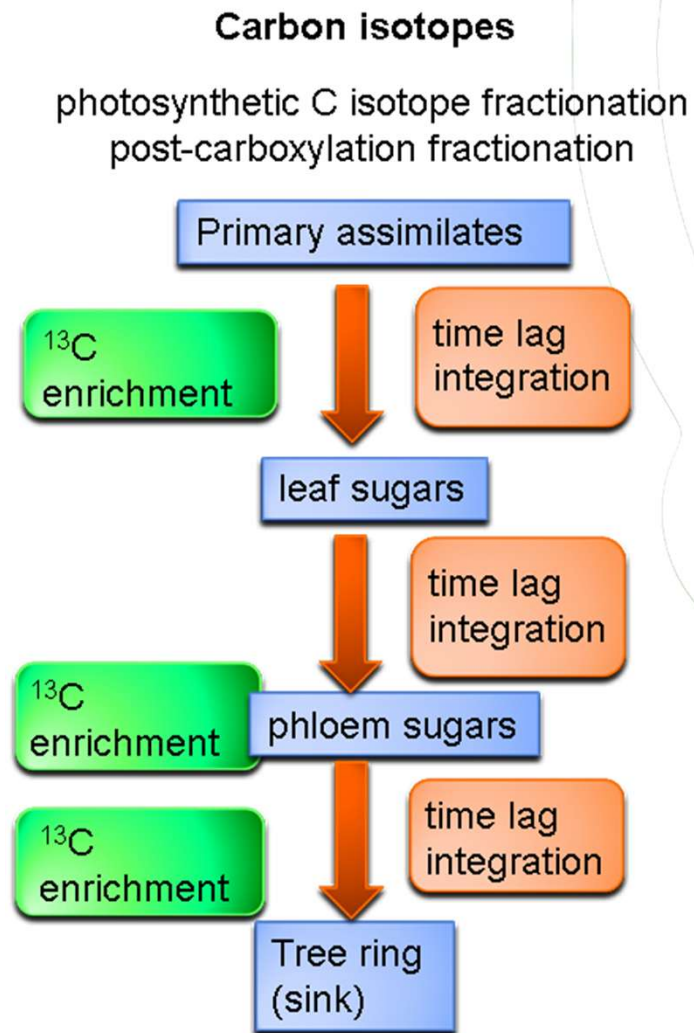 Carbon isotopes
photosynthetic C isotope fractionation
post-carboxylation fractionation
Primary assimilates
¹³C
enrichment
time lag
integration
leaf sugars
time lag
integration
¹³C
enrichment
phloem sugars
¹³C
enrichment
time lag
integration
Tree ring
(sink)